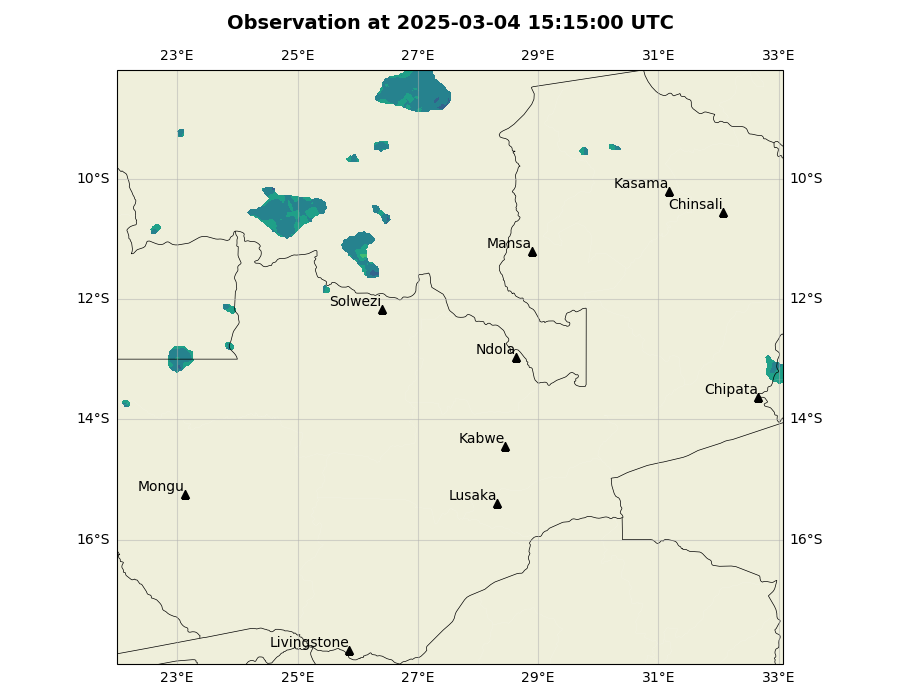 Observation at 2025-03-04 15:15:00 UTC
23°E 25°E 27°E 29°E 31°E 33°E
10°S 10°S
Kasama
Chinsali
Mansa
12°S 12°S
Solwezi
Ndola
Chipata
14°S 14°S
Kabwe
Mongu
Lusaka
16°S 16°S
Livingstone
23°E 25°E 27°E 29°E 31°E 33°E